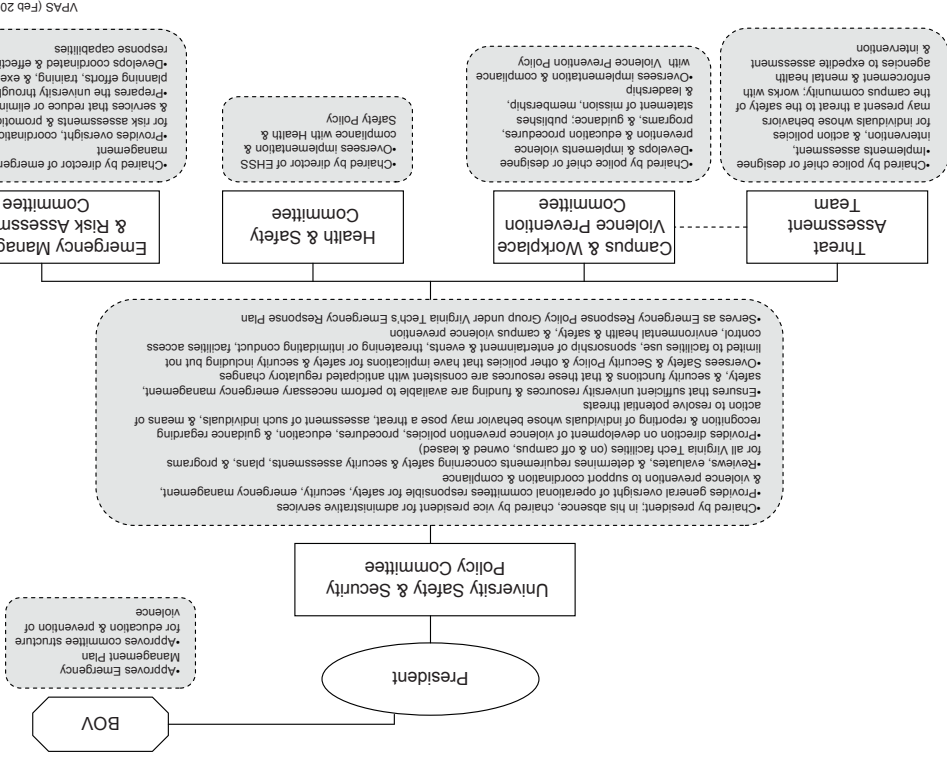 BOV
•Approves Emergency
Management Plan
•Approves committee structure
for education & prevention of
violence
President
University Safety & Security
Policy Committee
•Chaired by president; in his absence, chaired by vice president for administrative services
•Provides general oversight of operational committees responsible for safety, security, emergency management,
& violence prevention to support coordination & compliance
•Reviews, evaluates, & determines requirements concerning safety & security assessments, plans, & programs
for all Virginia Tech facilities (on & off campus, owned & leased)
•Provides direction on development of violence prevention policies, procedures, education, & guidance regarding
recognition & reporting of individuals whose behavior may pose a threat, assessment of such individuals, & means of
action to resolve potential threats
•Ensures that sufficient university resources & funding are available to perform necessary emergency management,
safety, & security functions & that these resources are consistent with anticipated regulatory changes
•Oversees Safety & Security Policy & other policies that have implications for safety & security including but not
limited to facilities use, sponsorship of entertainment & events, threatening or intimidating conduct, facilities access
control, environmental health & safety, & campus violence prevention
•Serves as Emergency Response Policy Group under Virginia Tech's Emergency Response Plan
Threat
Assessment
Team
•Chaired by police chief or designee
•Implements assessment,
intervention, & action policies
for individuals whose behaviors
may present a threat to the safety of
the campus community; works with
enforcement & mental health
agencies to expedite assessment
& intervention
Campus & Workplace
Violence Prevention
Committee
•Chaired by police chief or designee
•Develops & implements violence
prevention & education procedures,
programs, & guidance; publishes
statement of mission, membership,
& leadership
•Oversees implementation & compliance
with Violence Prevention Policy
Health & Safety
Committee
•Chaired by director of EHSS
•Oversees implementation &
compliance with Health &
Safety Policy
Emergency Manag
& Risk Assessm
Committee
•Chaired by director of emerge
management
•Provides oversight, coordinatio
for risk assessments & promotio
& services that reduce or elimin
•Prepares the university throug
planning efforts, training, & exe
•Develops coordinated & effecti
response capabilities
VPAS (Feb 20